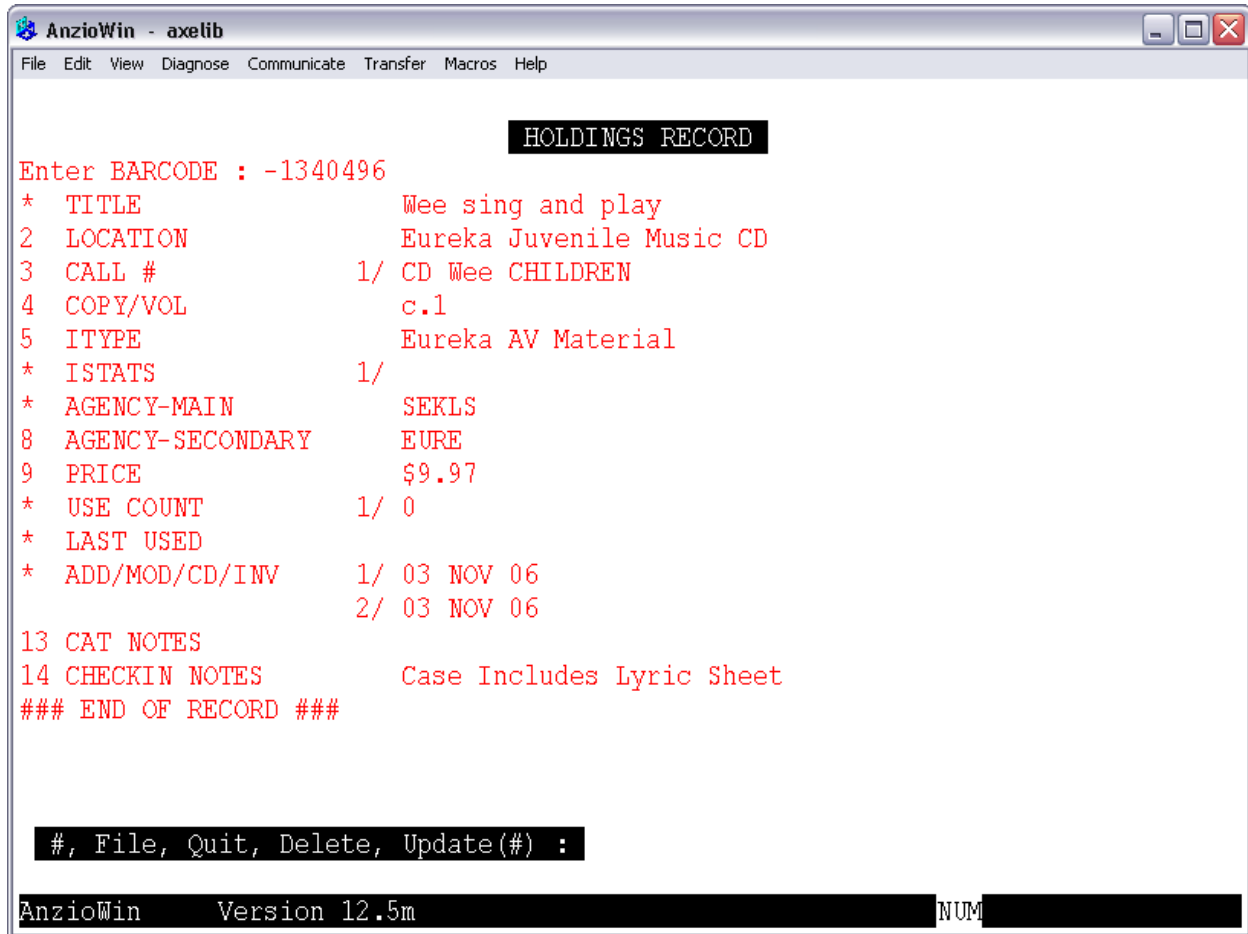 AnzioWin - axelib
File Edit View Diagnose Communicate Transfer Macros Help
HOLDINGS RECORD
Enter BARCODE : -1340496
* TITLE Wee sing and play
2 LOCATION Eureka Juvenile Music CD
3 CALL # 1/ CD Wee CHILDREN
4 COPY/VOL c.1
5 ITYPE Eureka AV Material
* ISTATS 1/
* AGENCY-MAIN SEKLS
8 AGENCY-SECONDARY EURE
9 PRICE $9.97
* USE COUNT 1/ 0
* LAST USED
* ADD/MOD/CD/INV 1/ 03 NOV 06
2/ 03 NOV 06
13 CAT NOTES
14 CHECKIN NOTES Case Includes Lyric Sheet
### END OF RECORD ###
#, File, Quit, Delete, Update(#) :
AnzioWin Version 12.5m NUM